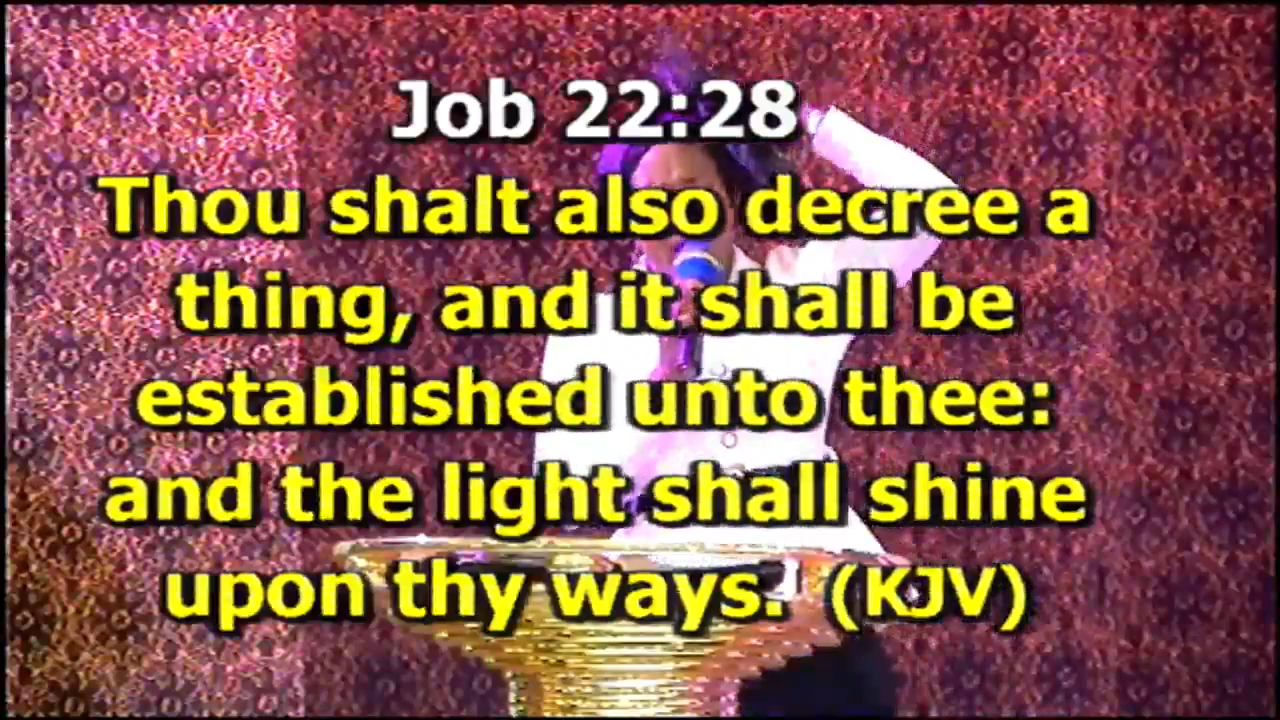 Job 22:28
Thou shalt also decree a
thing, and it shall be
established unto thee:
and the light shall shine
upon thy ways. (KJV)